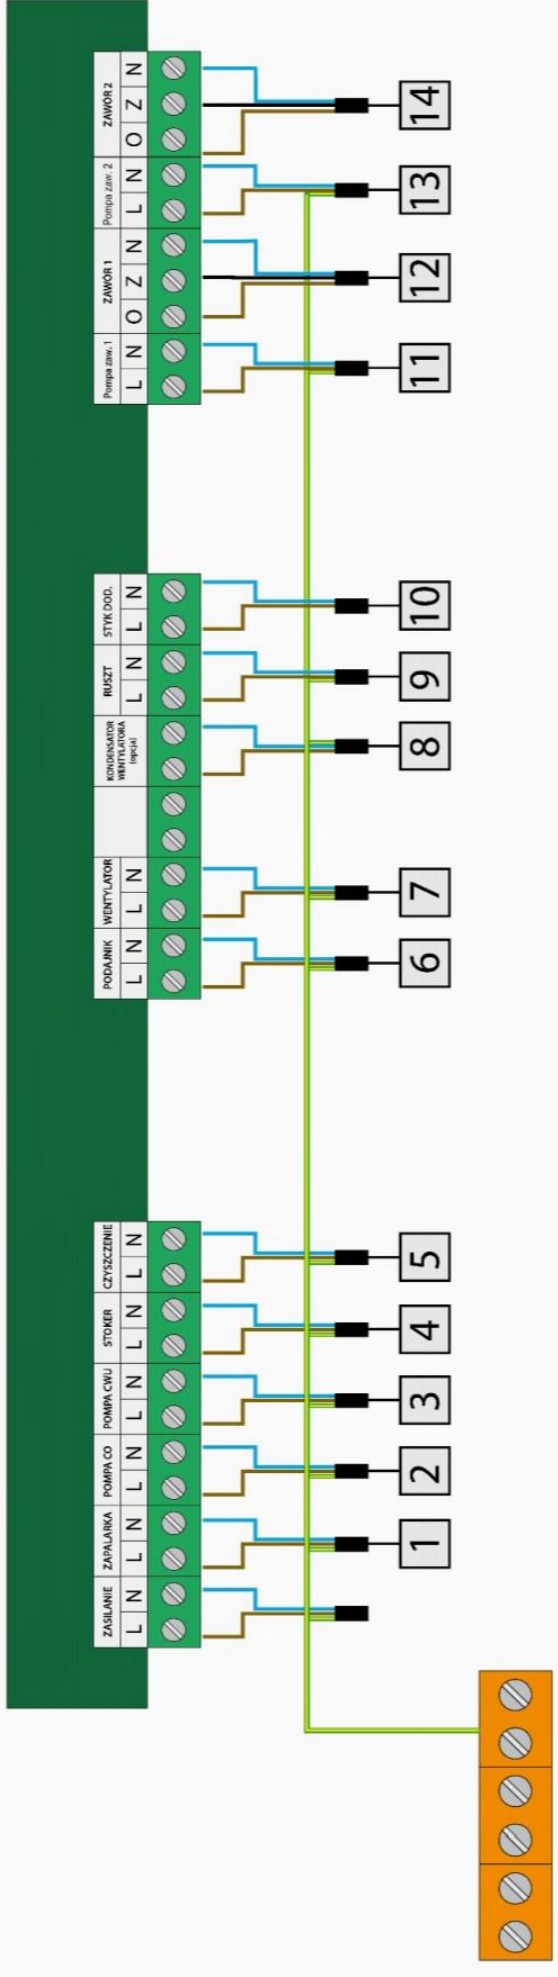 ZASILANIE ZAPALARKA POMPA CO POMPA CWU STOKER CZYSZCZENIE
L N L N L N L N L N L N
PODAJNIK WENTYLATOR
KONDENSATOR
WENTYLATORA
(opcja)
RUSZT STYK DOD.
L N L N L N L N
Pompa zaw. 1 ZAWÓR 1 Pompa zaw. 2 ZAWÓR 2
L N O Z N L N O Z N
1 2 3 4 5 6 7 8 9 10 11 12 13 14